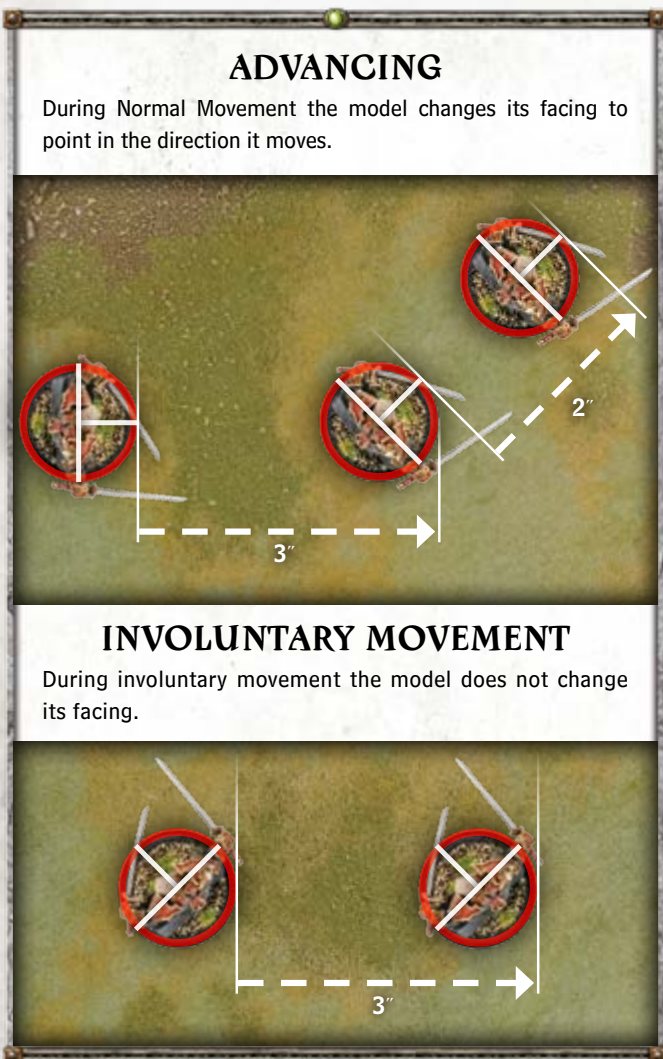 ADVANCING
During Normal Movement the model changes its facing to
point in the direction it moves.
2″
3″
INVOLUNTARY MOVEMENT
During involuntary movement the model does not change
its facing.
3″